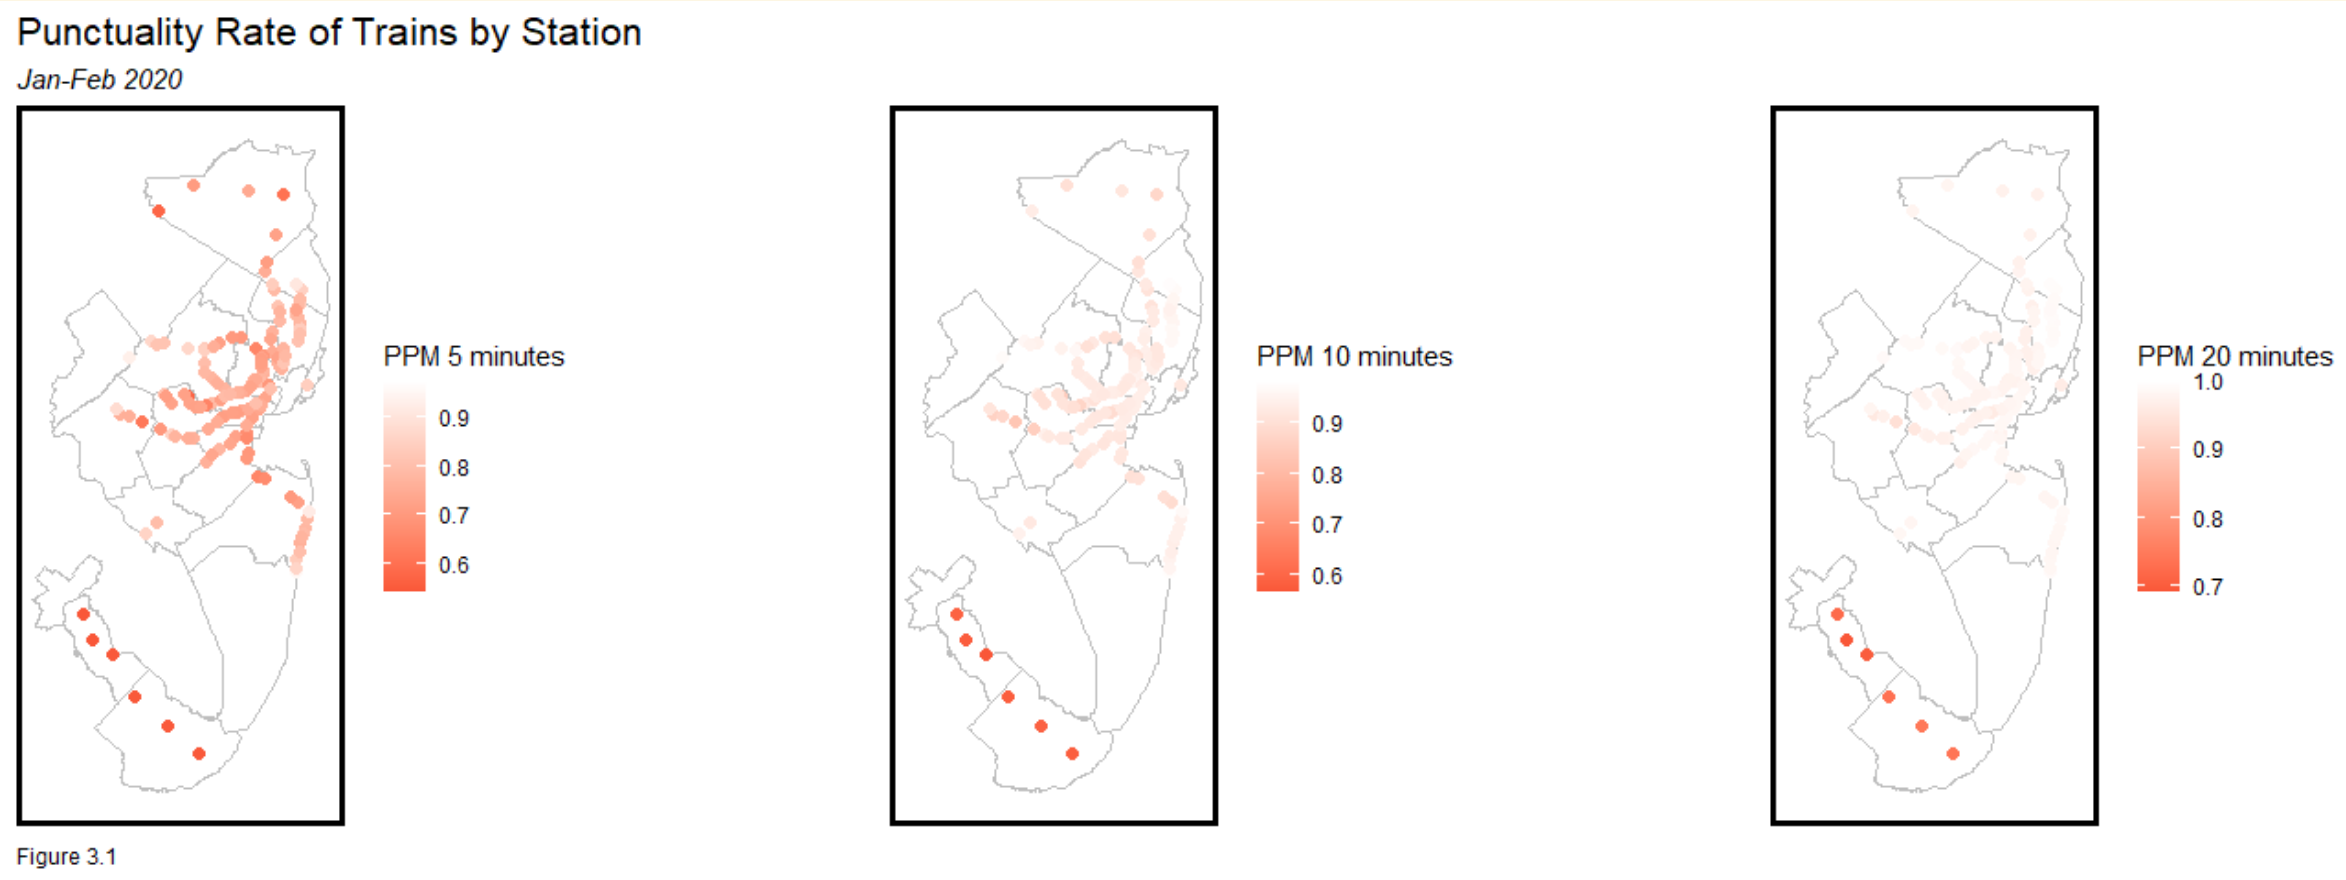 Punctuality Rate of Trains by Station
Jan-Feb 2020
PPM 5 minutes
0.9
0.8
0.7
0.6
PPM 10 minutes
0.9
0.8
0.7
0.6
PPM 20 minutes
1.0
0.9
0.8
0.7
Figure 3.1